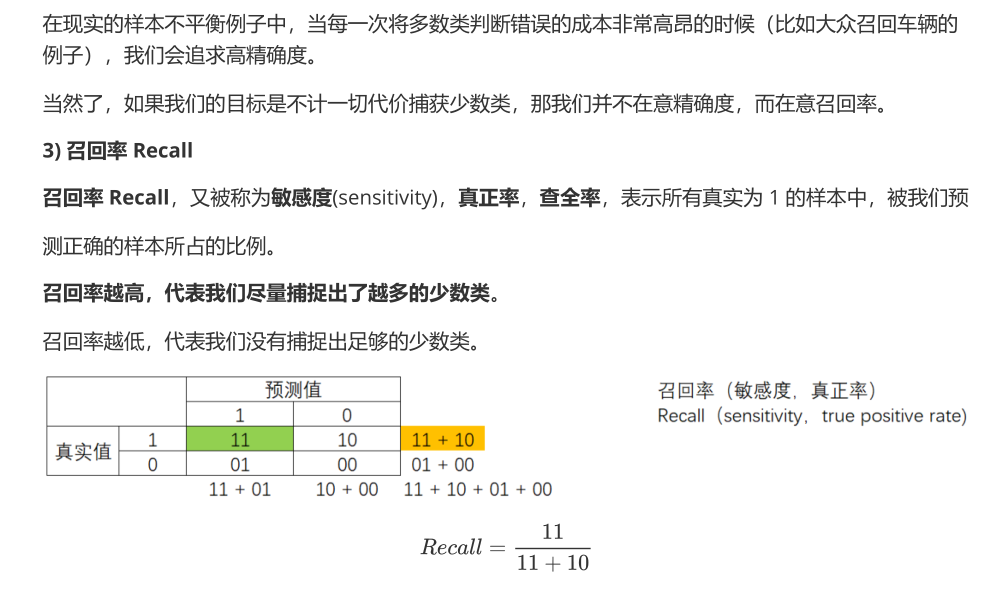 在现实的样本不平衡例子中，当每一次将多数类判断错误的成本非常高昂的时候（比如大众召回车辆的
例子），我们会追求高精确度。
当然了，如果我们的目标是不计一切代价捕获少数类，那我们并不在意精确度，而在意召回率。
3) 召回率 Recall
召回率 Recall，又被称为敏感度(sensitivity)，真正率，查全率，表示所有真实为 1 的样本中，被我们预
测正确的样本所占的比例。
召回率越高，代表我们尽量捕捉出了越多的少数类。
召回率越低，代表我们没有捕捉出足够的少数类。
预测值
1 0
真实值 1 11 10 11 + 10
0 01 00 01 + 00
11 + 01 10 + 00 11 + 10 + 01 + 00
召回率（敏感度，真正率）
Recall（sensitivity，true positive rate)
Recall = 11 / 11 + 10